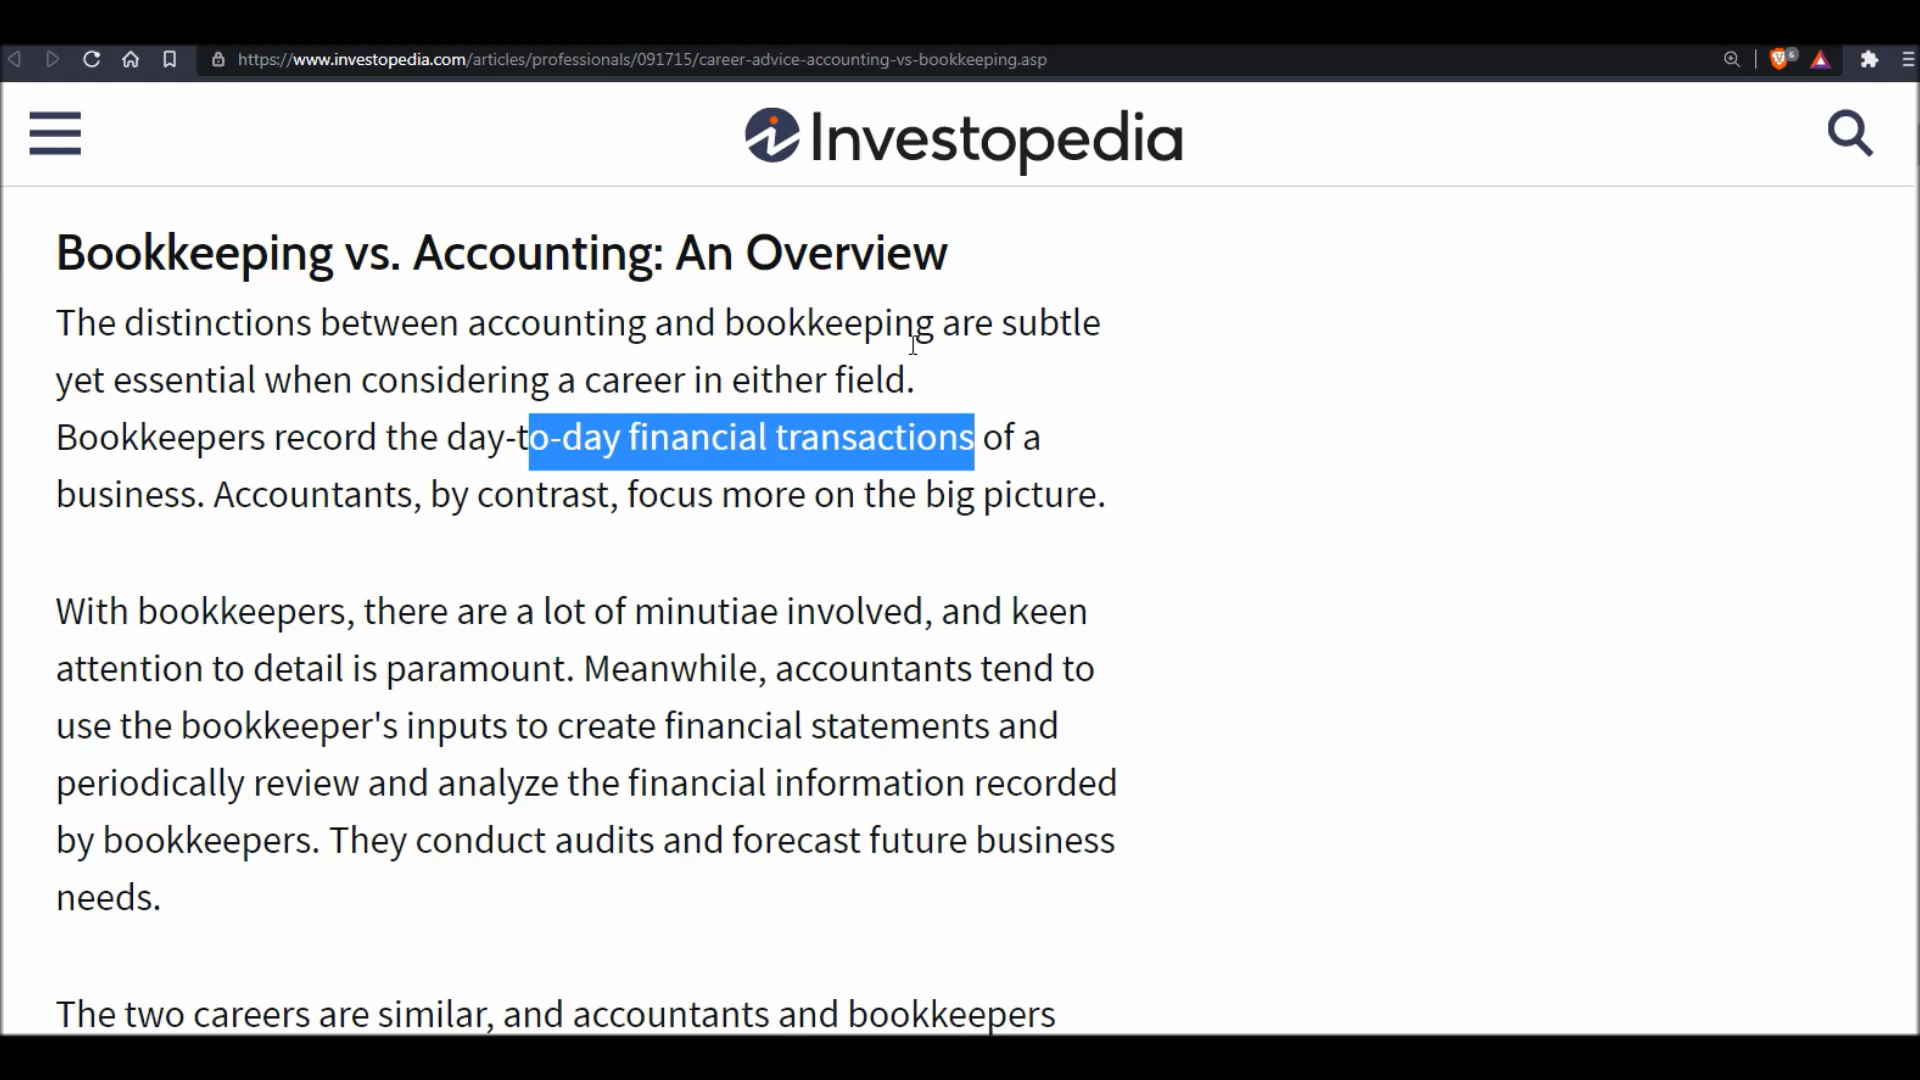 https://www.investopedia.com/articles/professionals/091715/career-advice-accounting-vs-bookkeeping.asp
6
Investopedia
Bookkeeping vs. Accounting: An Overview
The distinctions between accounting and bookkeeping are subtle
yet essential when considering a career in either field.
Bookkeepers record the day-to-day financial transactions of a
business. Accountants, by contrast, focus more on the big picture.
With bookkeepers, there are a lot of minutiae involved, and keen
attention to detail is paramount. Meanwhile, accountants tend to
use the bookkeeper's inputs to create financial statements and
periodically review and analyze the financial information recorded
by bookkeepers. They conduct audits and forecast future business
needs.
The two careers are similar, and accountants and bookkeepers